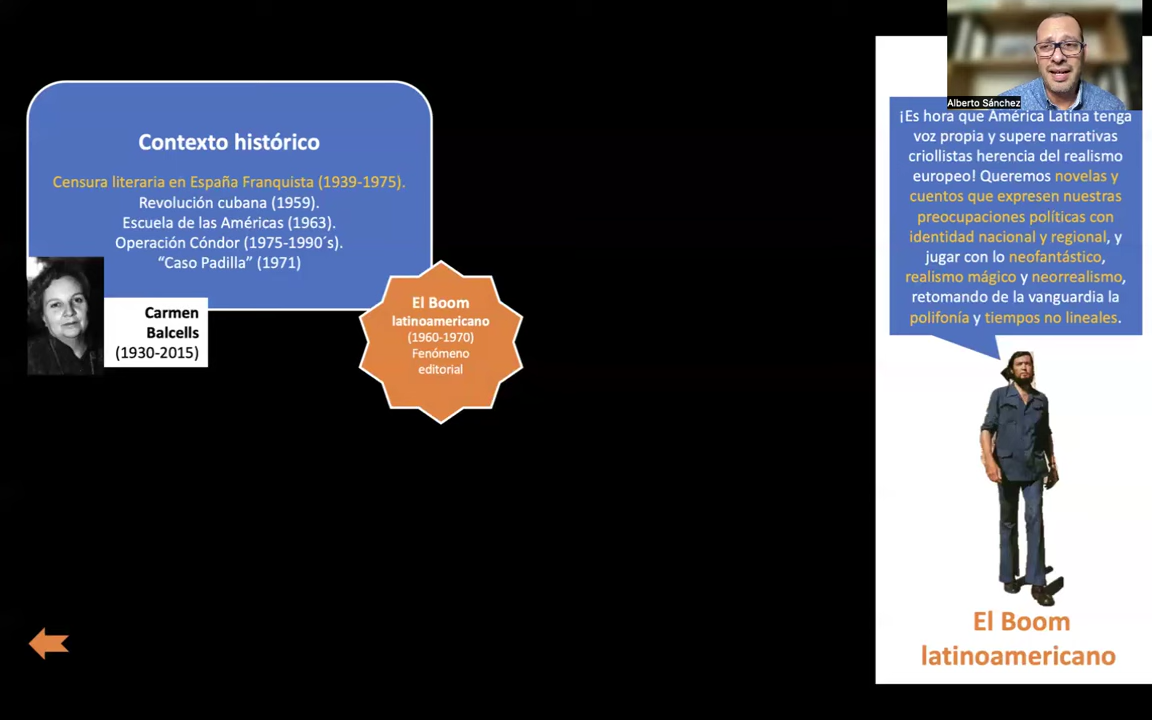 Contexto histórico
Censura literaria en España Franquista (1939-1975).
Revolución cubana (1959).
Escuela de las Américas (1963).
Operación Cóndor (1975-1990´s).
“Caso Padilla” (1971)
Carmen
Balcells
(1930-2015)
El Boom
latinoamericano
(1960-1970)
Fenómeno
editorial
Alberto Sánchez
¡Es hora que América Latina tenga
voz propia y supere narrativas
criollistas herencia del realismo
europeo! Queremos novelas y
cuentos que expresen nuestras
preocupaciones políticas con
identidad nacional y regional, y
jugar con lo neofantástico,
realismo mágico y neorrealismo,
retomando de la vanguardia la
polifonía y tiempos no lineales.
El Boom
latinoamericano